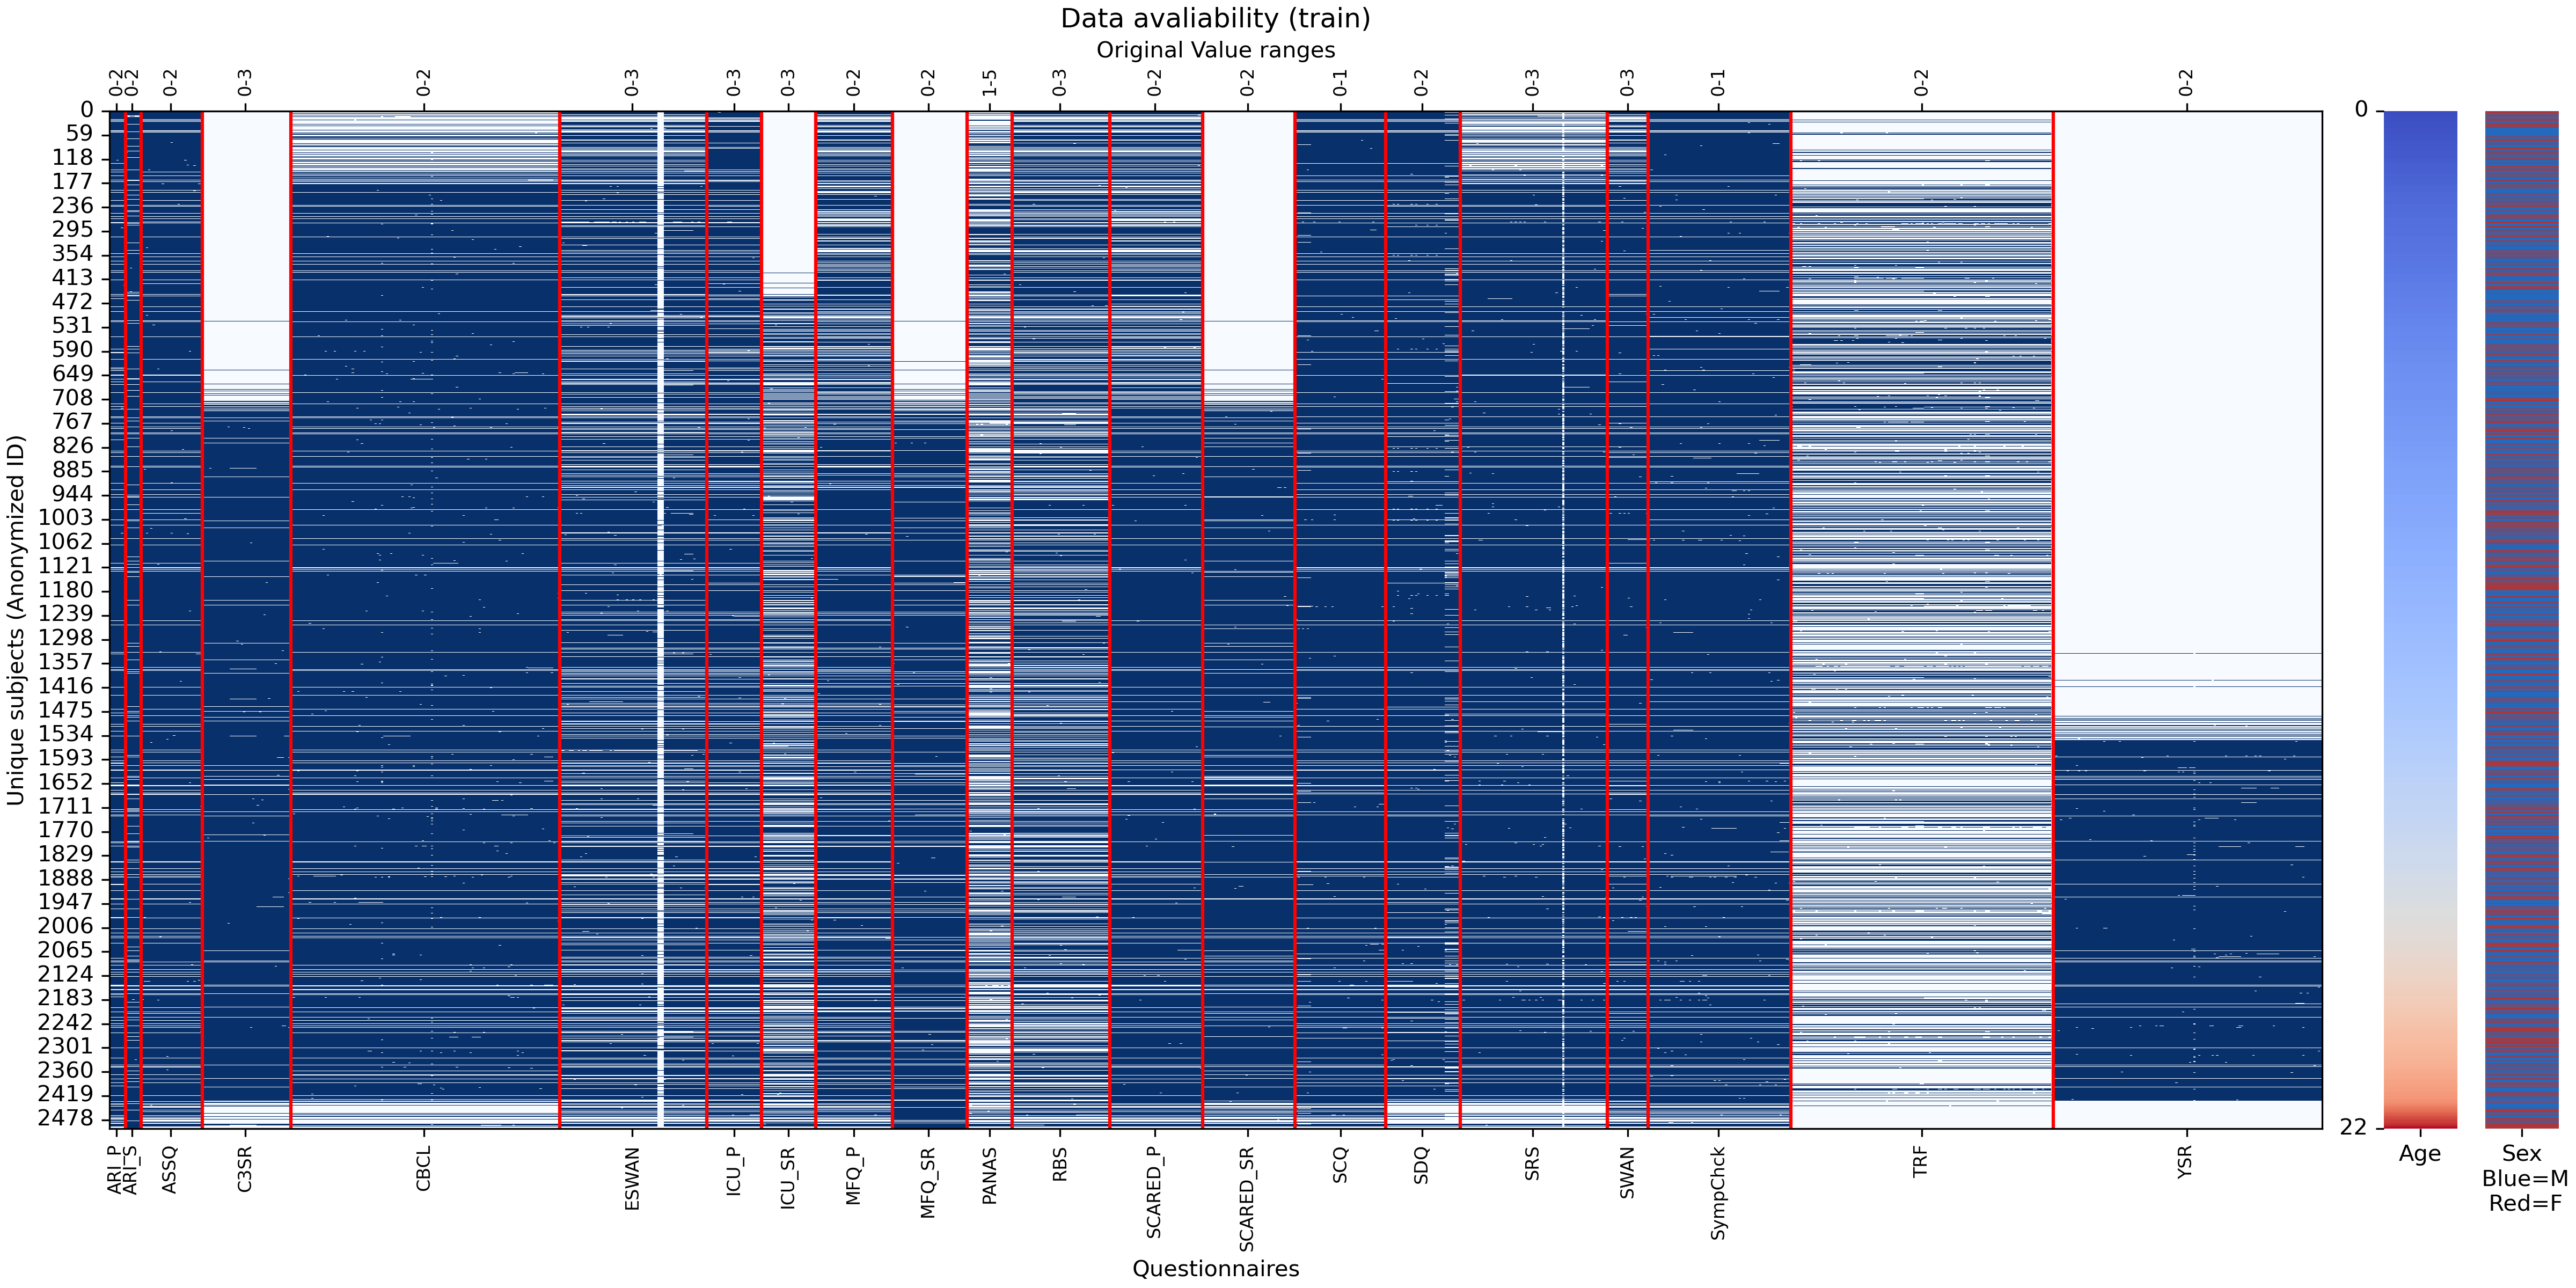 Data avaliability (train)
Original Value ranges
0-2 0-2 0-2 0-3 0-2 0-3 0-3 0-3 0-2 0-2 1-5 0-3 0-2 0-2 0-1 0-2 0-3 0-3 0-1 0-2 0-2
Unique subjects (Anonymized ID)
0
59
118
177
236
295
354
413
472
531
590
649
708
767
826
885
944
1003
1062
1121
1180
1239
1298
1357
1416
1475
1534
1593
1652
1711
1770
1829
1888
1947
2006
2065
2124
2183
2242
2301
2360
2419
2478
ARI_P
ARI_S
ASSQ
C3SR
CBCL
ESWAN
ICU_P
ICU_SR
MFQ_P
MFQ_SR
PANAS
RBS
SCARED_P
SCARED_SR
SCQ
SDQ
SRS
SWAN
SympChck
TRF
YSR
Questionnaires
0
22
Age
Sex
Blue=M
Red=F